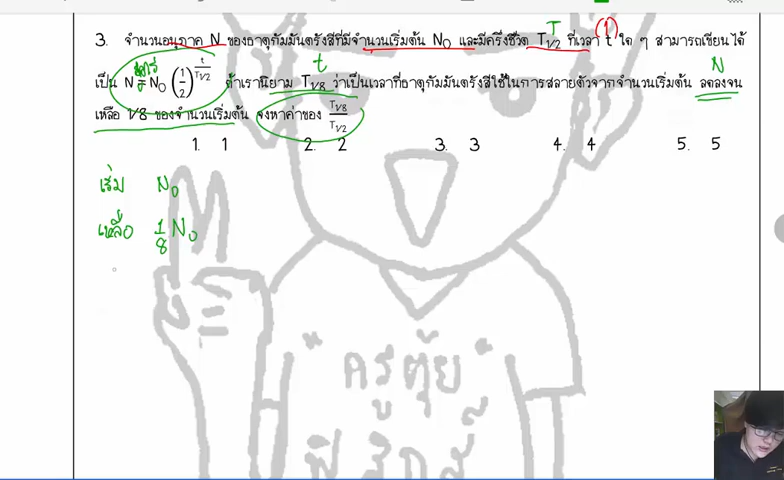 3. จำนวนอนุภาค N ของธาตุกัมมันตรังสีที่มีจำนวนเริ่มต้น N₀ และมีครึ่งชีวิต T₁/₂ ที่เวลา t ใด ๆ สามารถเขียนได้
T
เป็น N = N₀ (1/2)^(t/T₁/₂) ถ้าเรานิยาม T₁/₈ ว่าเป็นเวลาที่ธาตุกัมมันตรังสีใช้ในการสลายตัวจากจำนวนเริ่มต้น ลดลงจน
t
N
เหลือ 1/8 ของจำนวนเริ่มต้น จงหาค่าของ T₁/₈ / T₁/₂
1. 1 2. 2 3. 3 4. 4 5. 5
เริ่ม N₀
เหลือ 1/8 N₀
"ครูตุ้ย"
ฟิสิกส์